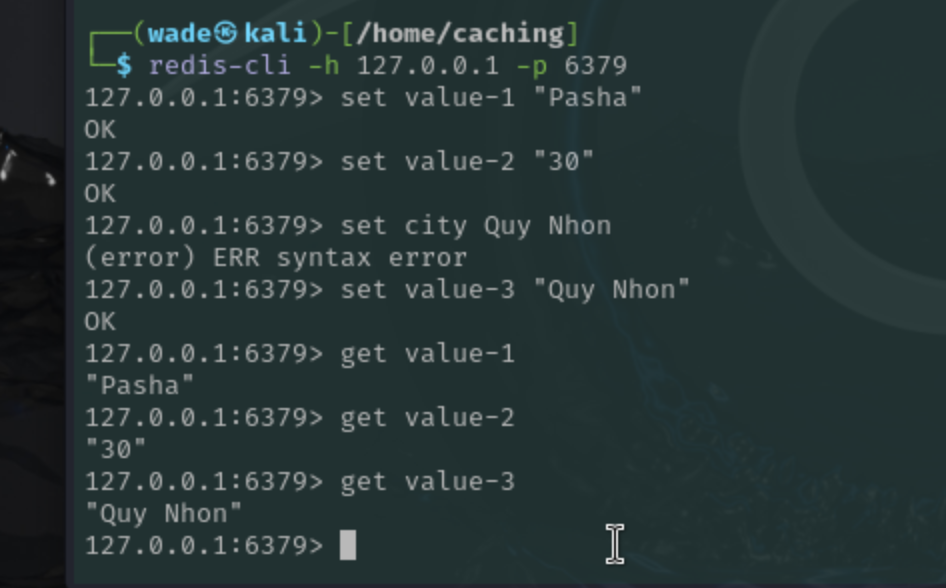 ┌──(wade㉿kali)-[/home/caching]
└─$ redis-cli -h 127.0.0.1 -p 6379
127.0.0.1:6379> set value-1 "Pasha"
OK
127.0.0.1:6379> set value-2 "30"
OK
127.0.0.1:6379> set city Quy Nhon
(error) ERR syntax error
127.0.0.1:6379> set value-3 "Quy Nhon"
OK
127.0.0.1:6379> get value-1
"Pasha"
127.0.0.1:6379> get value-2
"30"
127.0.0.1:6379> get value-3
"Quy Nhon"
127.0.0.1:6379>